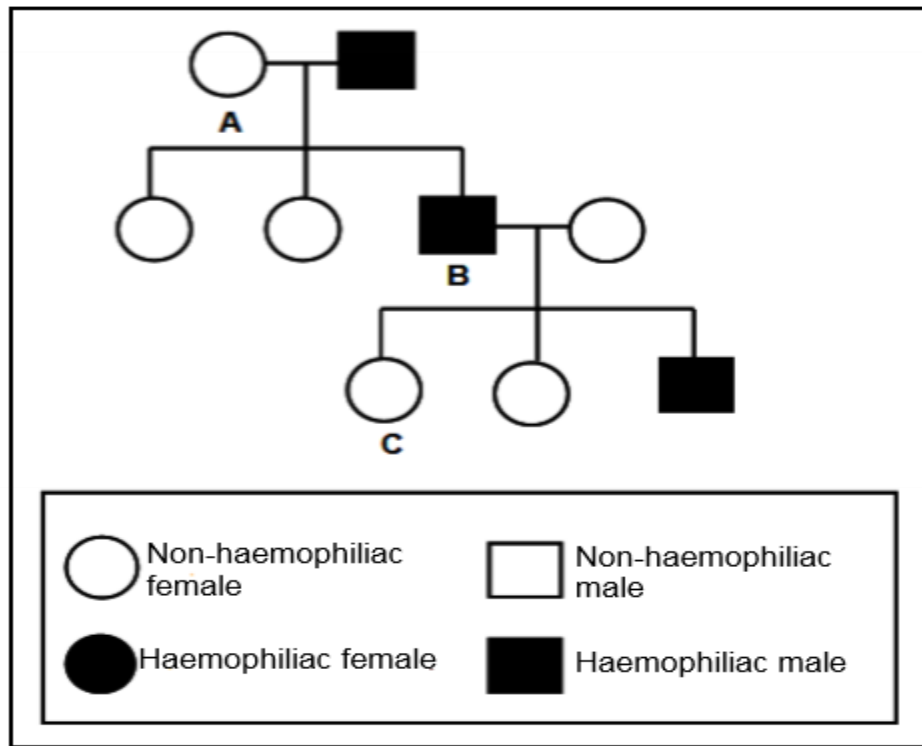 A
B
C
Non-haemophiliac
female
Non-haemophiliac
male
Haemophiliac female
Haemophiliac male